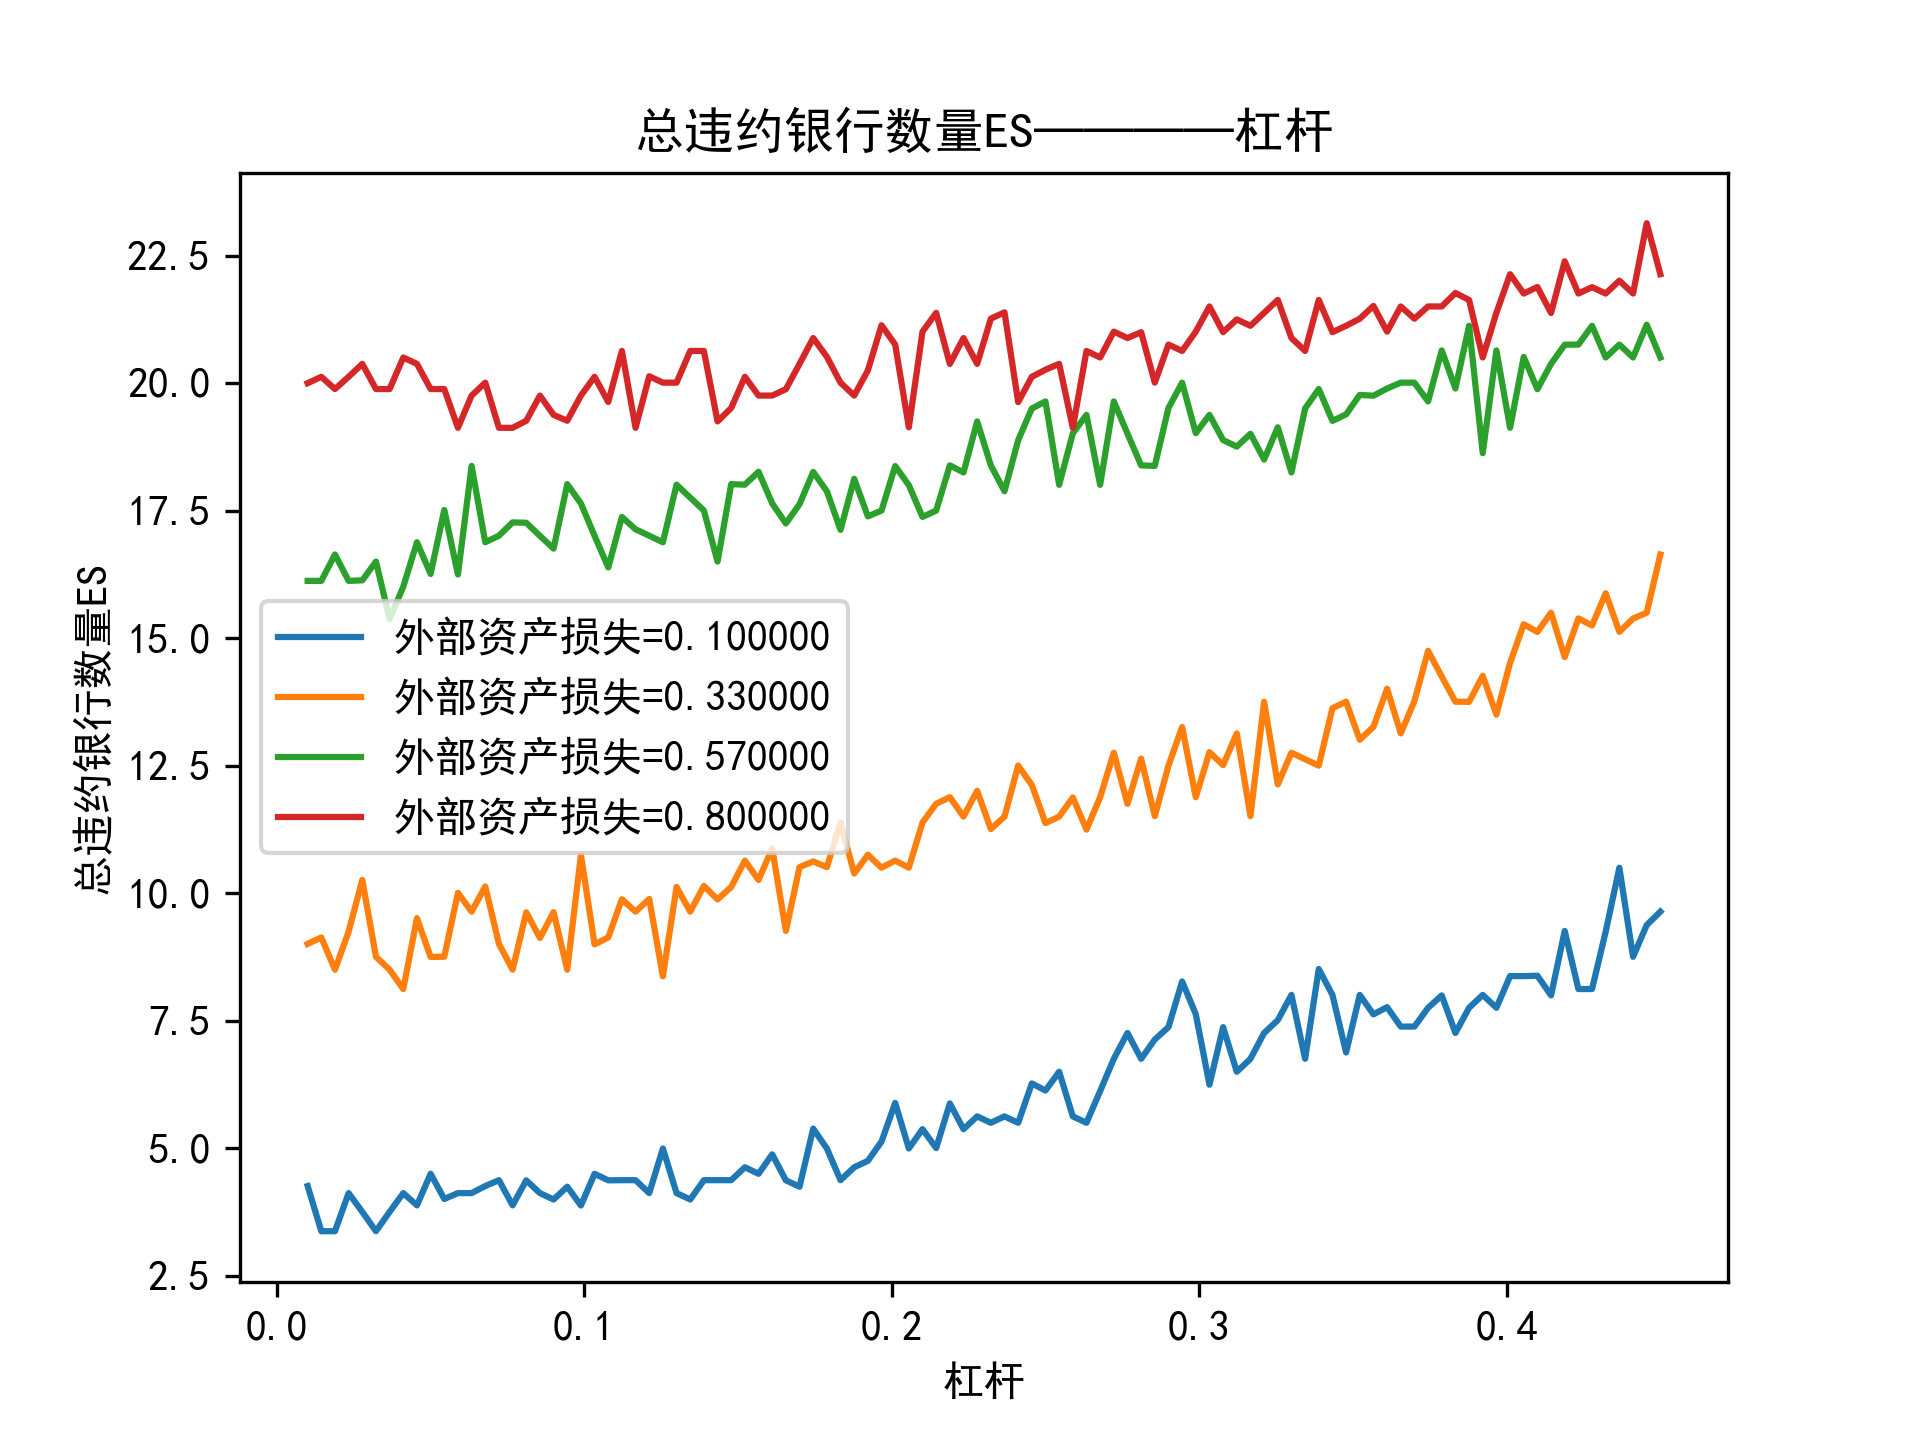 总违约银行数量ES————杠杆
总违约银行数量ES
22.5
20.0
17.5
15.0
12.5
10.0
7.5
5.0
2.5
外部资产损失=0.100000
外部资产损失=0.330000
外部资产损失=0.570000
外部资产损失=0.800000
0.0 0.1 0.2 0.3 0.4
杠杆